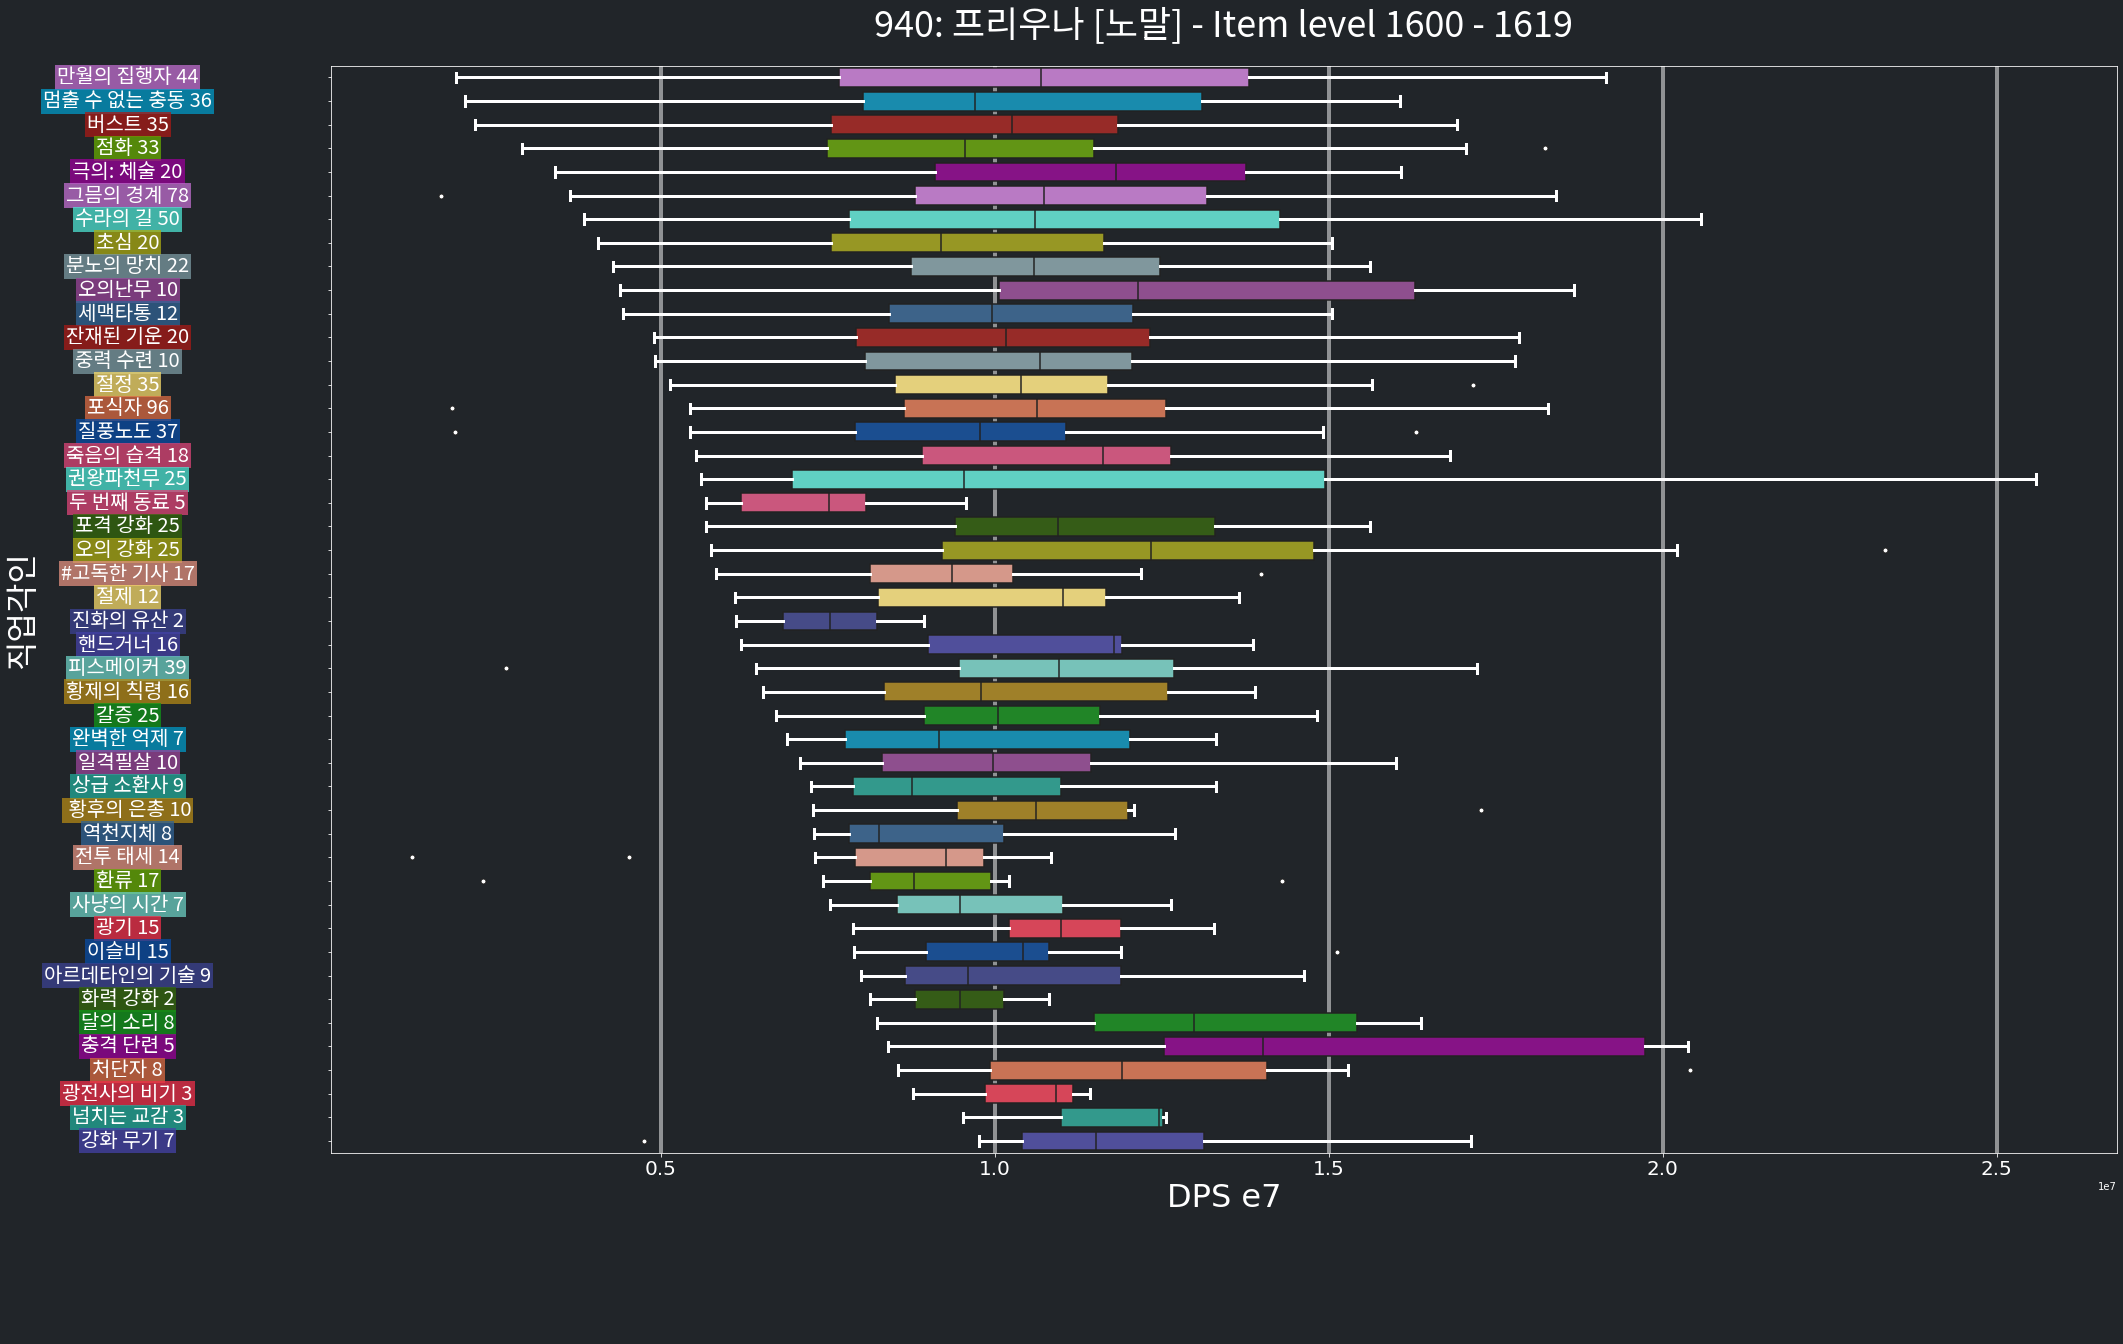 940: 프리우나 [노말] - Item level 1600 - 1619
만월의 집행자 44
멈출 수 없는 충동 36
버스트 35
점화 33
극의: 체술 20
그믐의 경계 78
수라의 길 50
초심 20
분노의 망치 22
오의난무 10
세맥타통 12
잔재된 기운 20
중력 수련 10
절정 35
포식자 96
질풍노도 37
죽음의 습격 18
권왕파천무 25
두 번째 동료 5
포격 강화 25
오의 강화 25
#고독한 기사 17
절제 12
진화의 유산 2
핸드거너 16
피스메이커 39
황제의 칙령 16
갈증 25
완벽한 억제 7
일격필살 10
상급 소환사 9
황후의 은총 10
역천지체 8
전투 태세 14
환류 17
사냥의 시간 7
광기 15
이슬비 15
아르데타인의 기술 9
화력 강화 2
달의 소리 8
충격 단련 5
처단자 8
광전사의 비기 3
넘치는 교감 3
강화 무기 7
직업각인
0.5 1.0 1.5 2.0 2.5
1e7
DPS e7